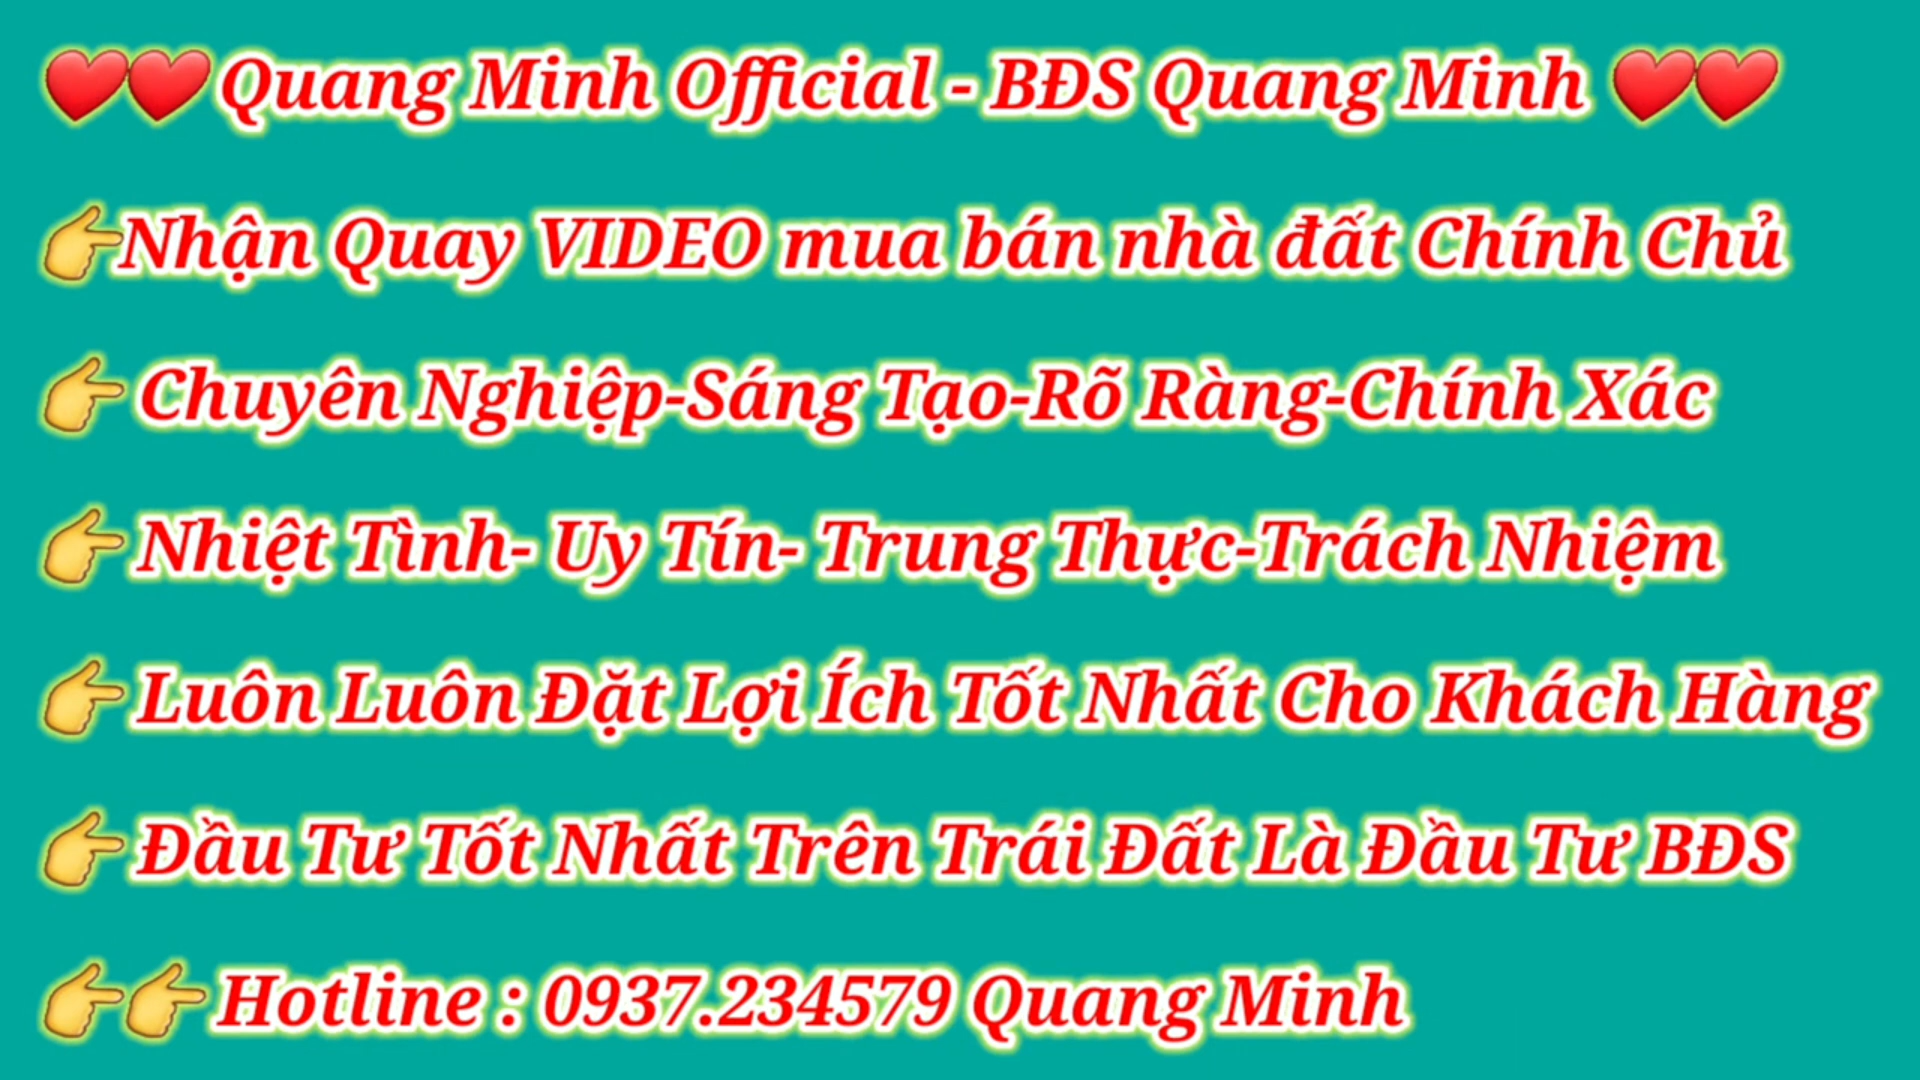 ❤️❤️ Quang Minh Official - BĐS Quang Minh ❤️❤️
👉Nhận Quay VIDEO mua bán nhà đất Chính Chủ
👉 Chuyên Nghiệp-Sáng Tạo-Rõ Ràng-Chính Xác
👉 Nhiệt Tình- Uy Tín- Trung Thực-Trách Nhiệm
👉 Luôn Luôn Đặt Lợi Ích Tốt Nhất Cho Khách Hàng
👉 Đầu Tư Tốt Nhất Trên Trái Đất Là Đầu Tư BĐS
👉👉 Hotline : 0937.234579 Quang Minh